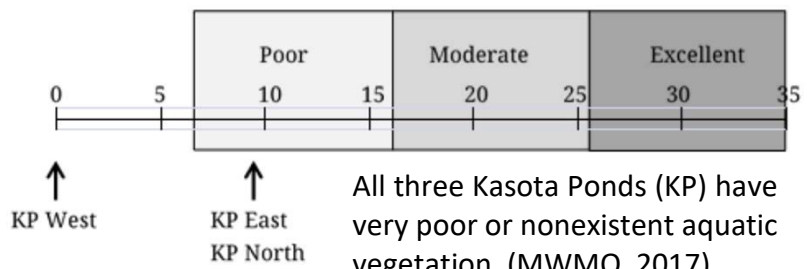 Poor Moderate Excellent
0 5 10 15 20 25 30 35
KP West
KP East
KP North
All three Kasota Ponds (KP) have
very poor or nonexistent aquatic
vegetation (MWMO, 2017)